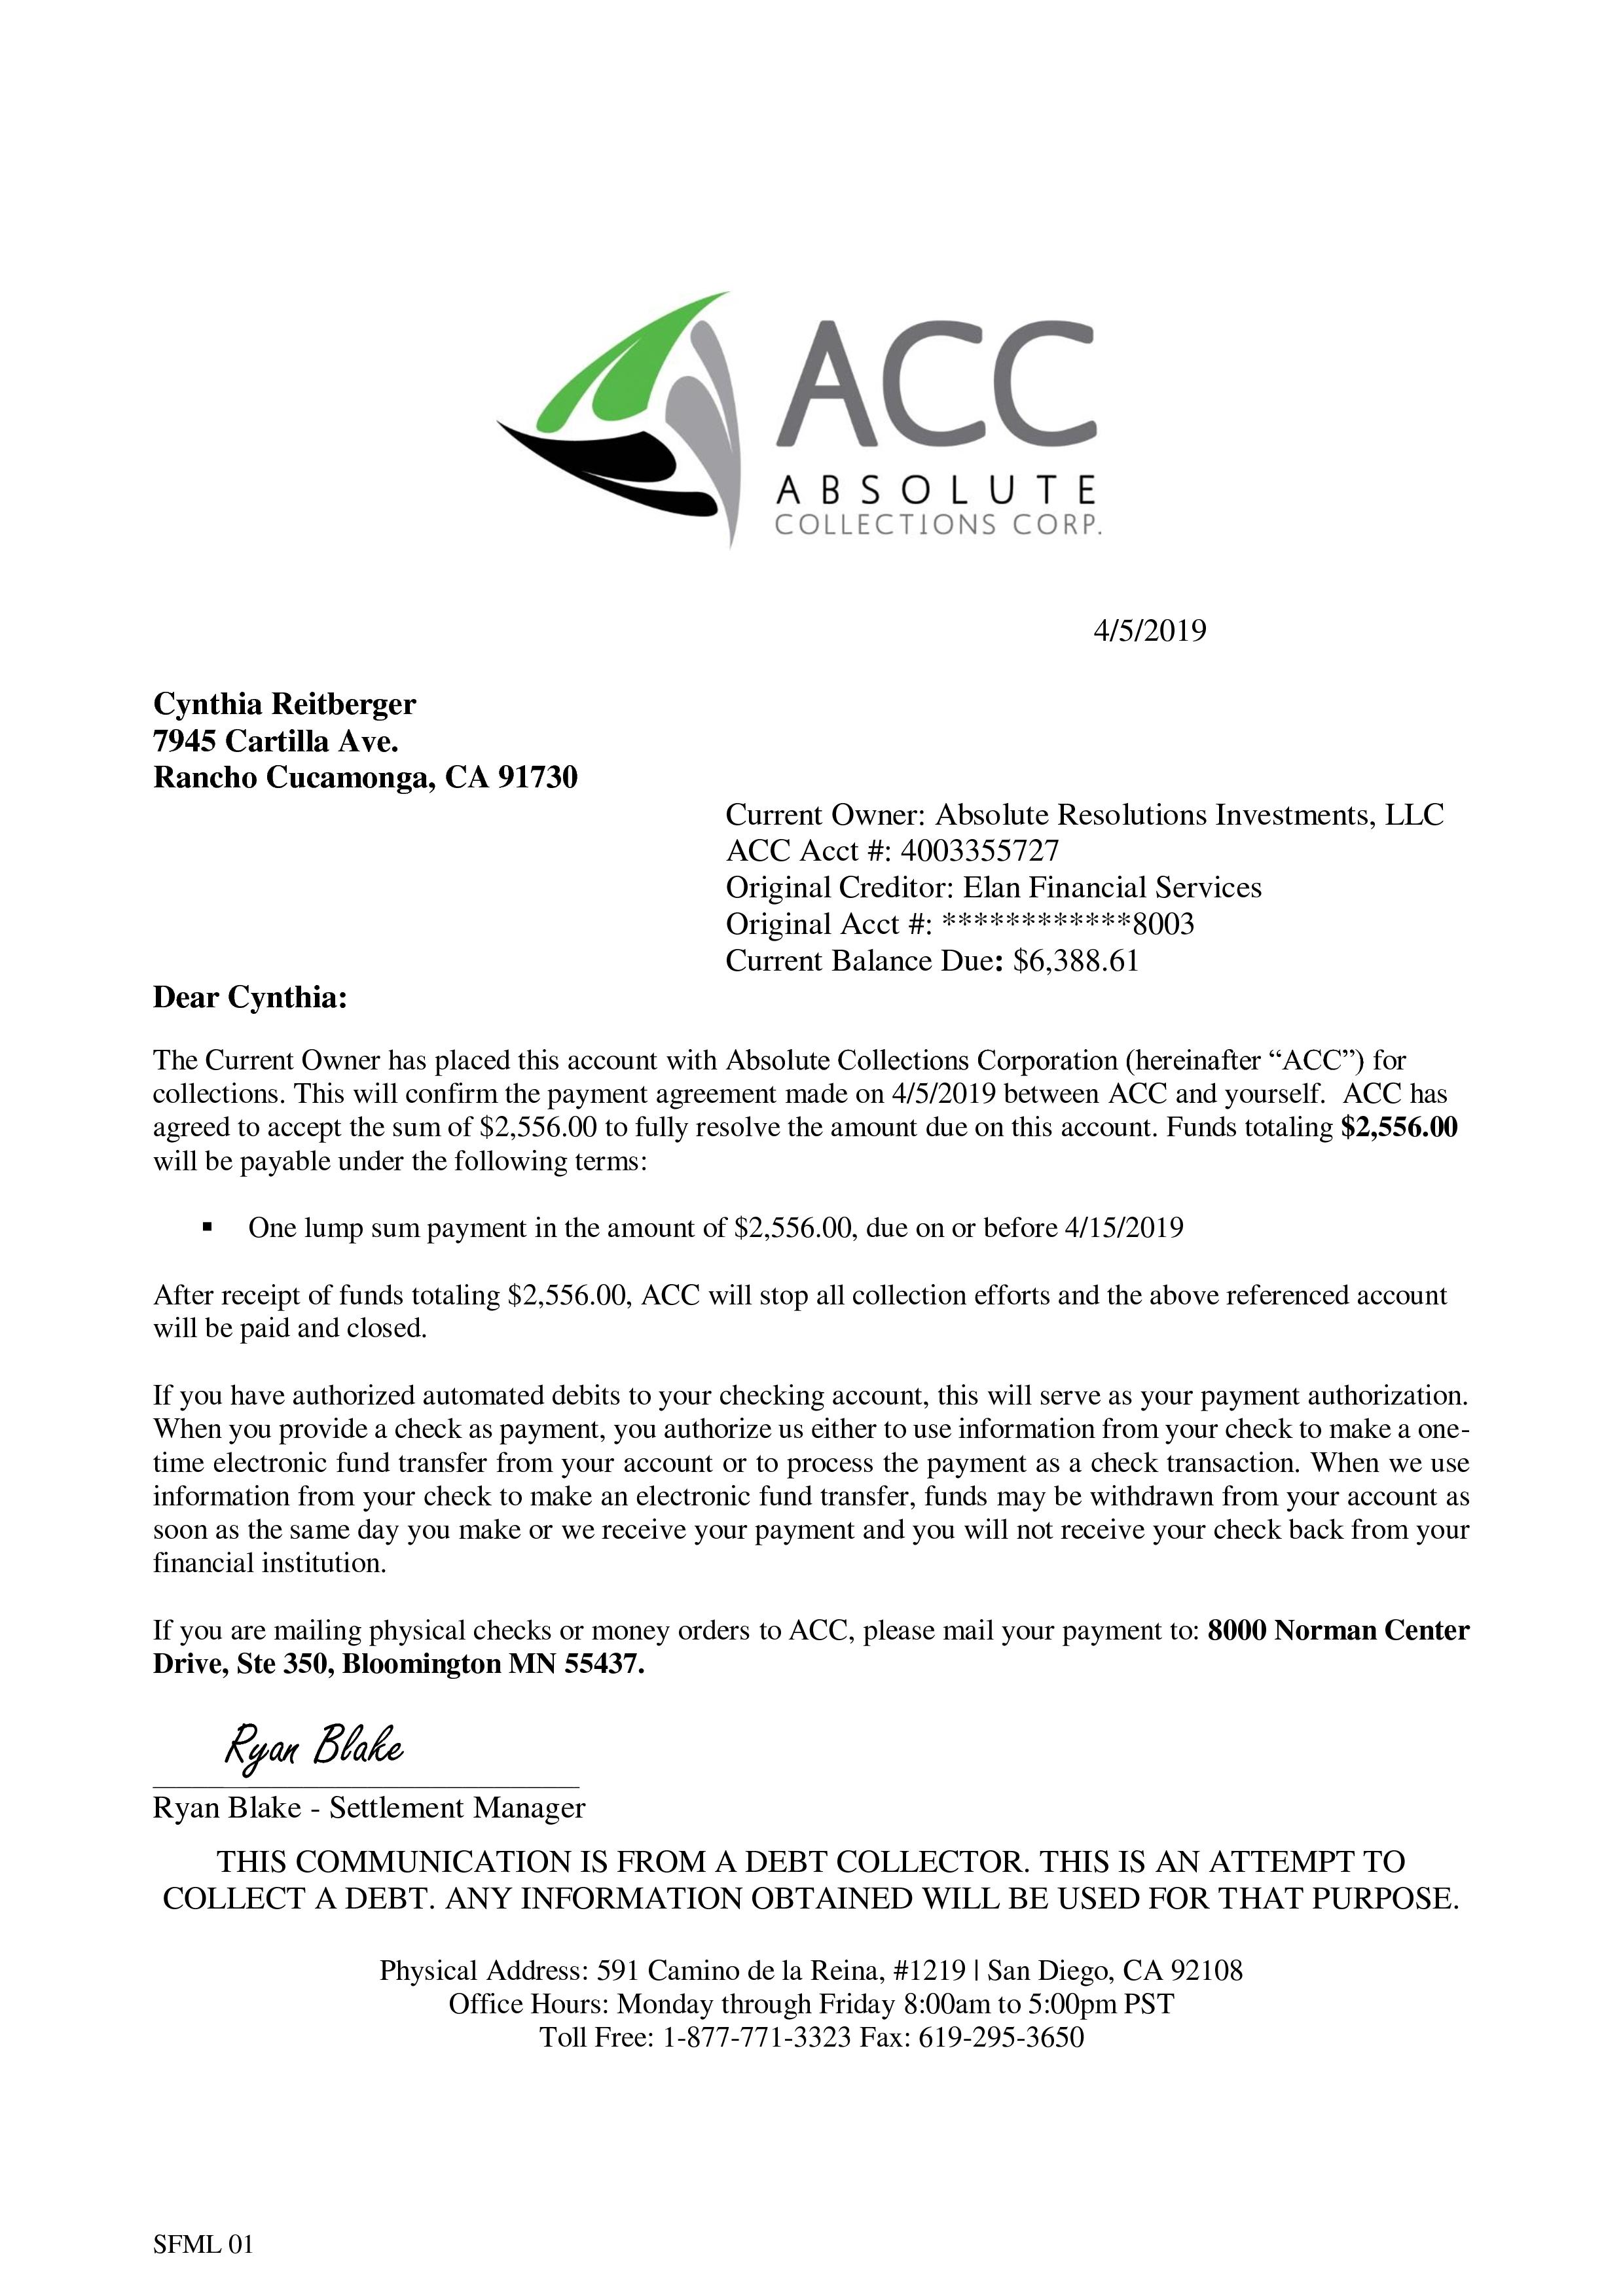 ACC
ABSOLUTE
COLLECTIONS CORP.
4/5/2019
Cynthia Reitberger
7945 Cartilla Ave.
Rancho Cucamonga, CA 91730
Current Owner: Absolute Resolutions Investments, LLC
ACC Acct #: 4003355727
Original Creditor: Elan Financial Services
Original Acct #: ************8003
Current Balance Due: $6,388.61
Dear Cynthia:
The Current Owner has placed this account with Absolute Collections Corporation (hereinafter “ACC”) for
collections. This will confirm the payment agreement made on 4/5/2019 between ACC and yourself.  ACC has
agreed to accept the sum of $2,556.00 to fully resolve the amount due on this account. Funds totaling $2,556.00
will be payable under the following terms:
▪ One lump sum payment in the amount of $2,556.00, due on or before 4/15/2019
After receipt of funds totaling $2,556.00, ACC will stop all collection efforts and the above referenced account
will be paid and closed.
If you have authorized automated debits to your checking account, this will serve as your payment authorization.
When you provide a check as payment, you authorize us either to use information from your check to make a one-
time electronic fund transfer from your account or to process the payment as a check transaction. When we use
information from your check to make an electronic fund transfer, funds may be withdrawn from your account as
soon as the same day you make or we receive your payment and you will not receive your check back from your
financial institution.
If you are mailing physical checks or money orders to ACC, please mail your payment to: 8000 Norman Center
Drive, Ste 350, Bloomington MN 55437.
Ryan Blake
Ryan Blake - Settlement Manager
THIS COMMUNICATION IS FROM A DEBT COLLECTOR. THIS IS AN ATTEMPT TO
COLLECT A DEBT. ANY INFORMATION OBTAINED WILL BE USED FOR THAT PURPOSE.
Physical Address: 591 Camino de la Reina, #1219 | San Diego, CA 92108
Office Hours: Monday through Friday 8:00am to 5:00pm PST
Toll Free: 1-877-771-3323 Fax: 619-295-3650
SFML 01